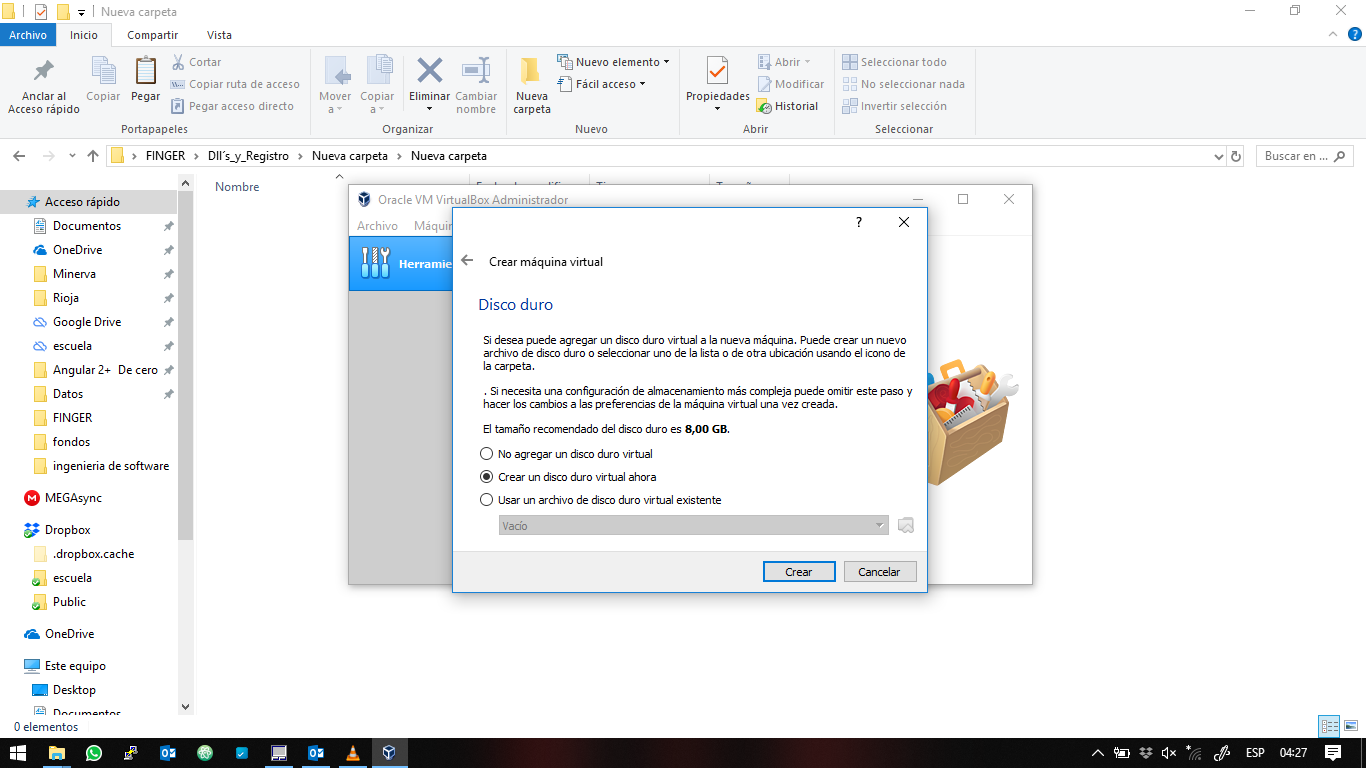 Nueva carpeta
Archivo
Inicio
Compartir
Vista
Anclar al
Acceso rápido
Copiar
Pegar
Cortar
Copiar ruta de acceso
Pegar acceso directo
Portapapeles
Mover
a
Copiar
a
Eliminar
Cambiar
nombre
Organizar
Nueva
carpeta
Nuevo elemento
Fácil acceso
Nuevo
Propiedades
Abrir
Modificar
Historial
Abrir
Seleccionar todo
No seleccionar nada
Invertir selección
Seleccionar
FINGER > Dll´s_y_Registro > Nueva carpeta > Nueva carpeta
Buscar en ...
Nombre
Acceso rápido
Documentos
OneDrive
Minerva
Rioja
Google Drive
escuela
Angular 2+ De cero
Datos
FINGER
fondos
ingenieria de software
MEGAsync
Dropbox
.dropbox.cache
escuela
Public
OneDrive
Este equipo
Desktop
Documentos
0 elementos
Oracle VM VirtualBox Administrador
Archivo
Máquin
Herramie
?
Crear máquina virtual
Disco duro
Si desea puede agregar un disco duro virtual a la nueva máquina. Puede crear un nuevo
archivo de disco duro o seleccionar uno de la lista o de otra ubicación usando el icono de
la carpeta.
. Si necesita una configuración de almacenamiento más compleja puede omitir este paso y
hacer los cambios a las preferencias de la máquina virtual una vez creada.
El tamaño recomendado del disco duro es 8,00 GB.
No agregar un disco duro virtual
Crear un disco duro virtual ahora
Usar un archivo de disco duro virtual existente
Vacío
Crear
Cancelar
ESP
04:27